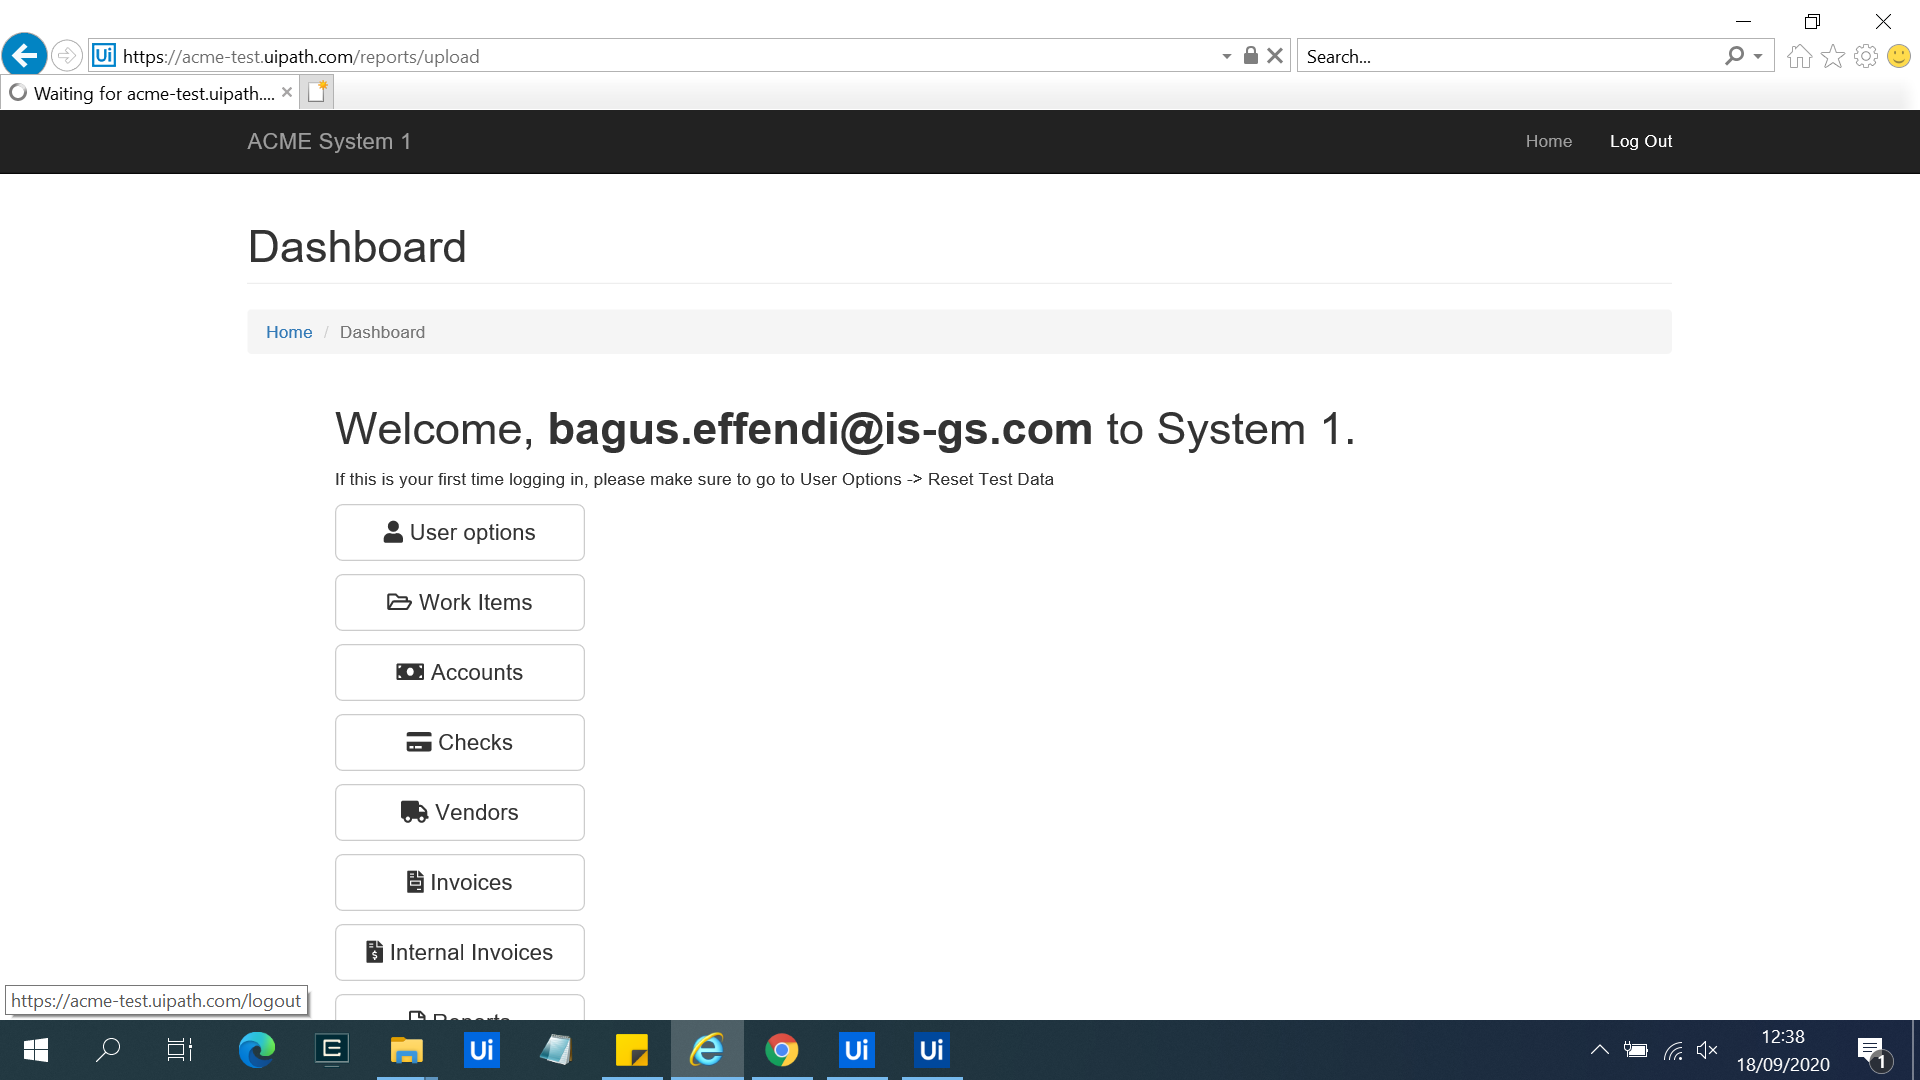 https://acme-test.uipath.com/reports/upload
Search...
Waiting for acme-test.uipath....
ACME System 1
Home
Log Out
Dashboard
Home / Dashboard
Welcome, bagus.effendi@is-gs.com to System 1.
If this is your first time logging in, please make sure to go to User Options -> Reset Test Data
User options
Work Items
Accounts
Checks
Vendors
Invoices
Internal Invoices
Reports
https://acme-test.uipath.com/logout
Ui
Ui
Ui
12:38
18/09/2020
1